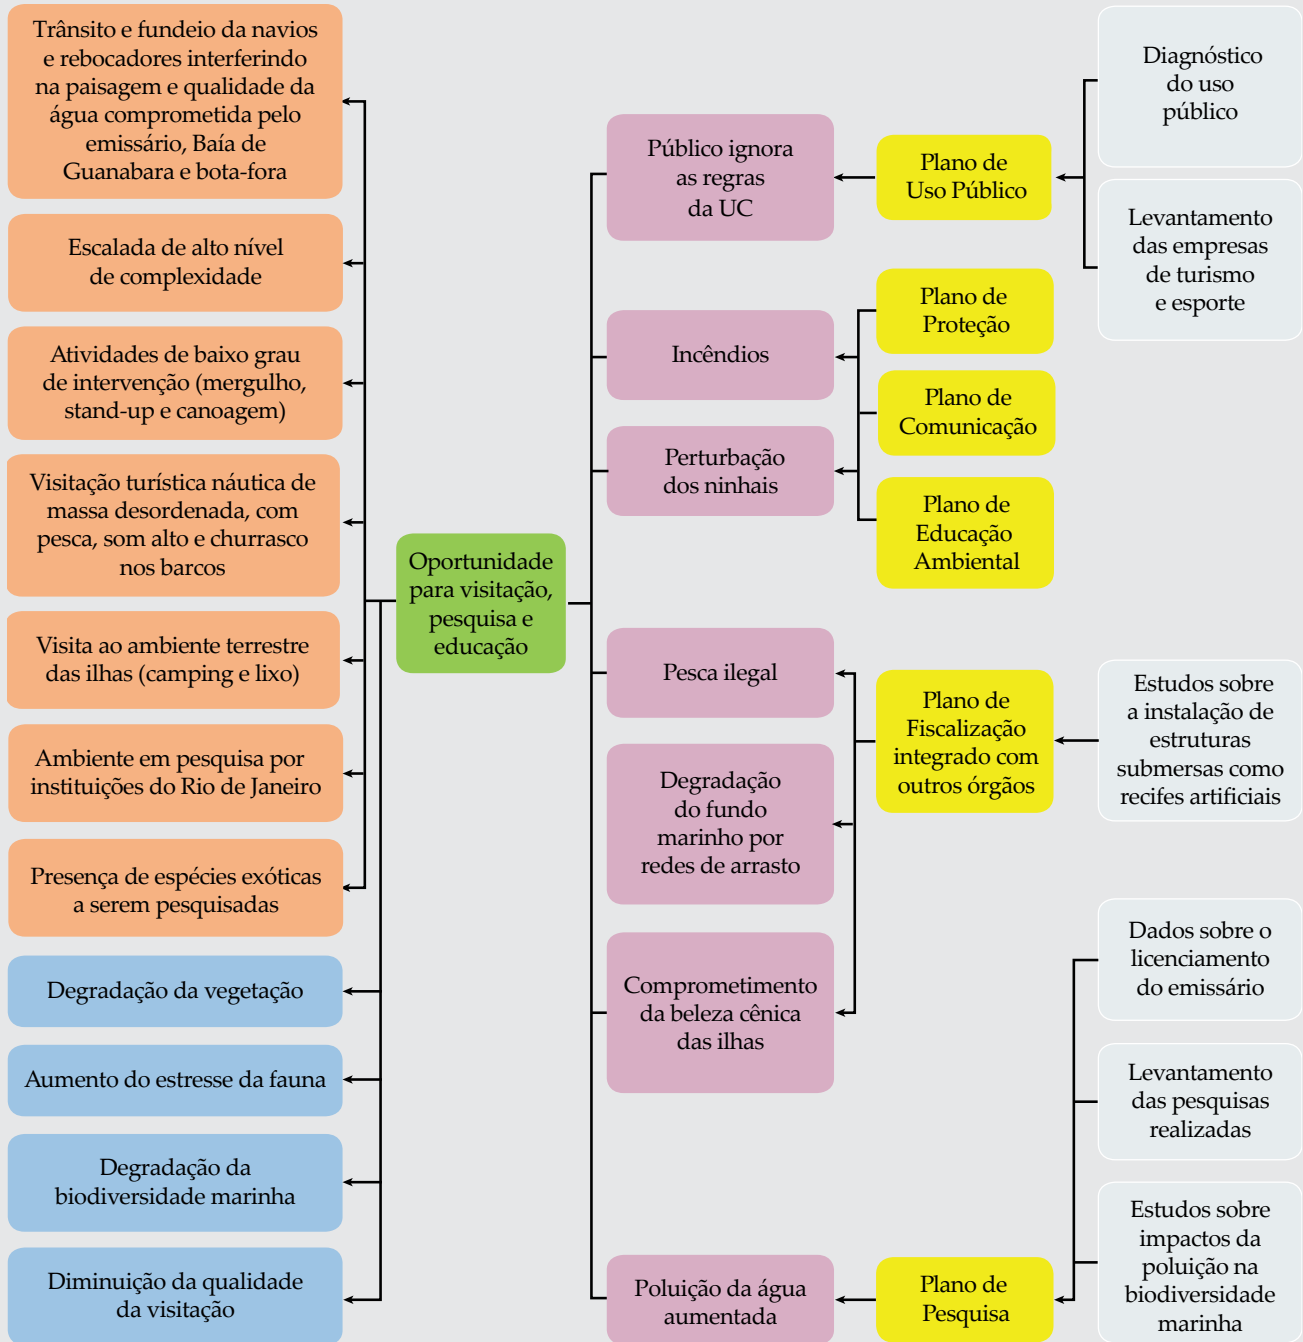 Trânsito e fundeio da navios
e rebocadores interferindo
na paisagem e qualidade da
água comprometida pelo
emissário, Baía de
Guanabara e bota-fora
Escalada de alto nível
de complexidade
Atividades de baixo grau
de intervenção (mergulho,
stand-up e canoagem)
Visitação turística náutica de
massa desordenada, com
pesca, som alto e churrasco
nos barcos
Visita ao ambiente terrestre
das ilhas (camping e lixo)
Ambiente em pesquisa por
instituições do Rio de Janeiro
Presença de espécies exóticas
a serem pesquisadas
Degradação da vegetação
Aumento do estresse da fauna
Degradação da
biodiversidade marinha
Diminuição da qualidade
da visitação
Oportunidade
para visitação,
pesquisa e
educação
Público ignora
as regras
da UC
Incêndios
Perturbação
dos ninhais
Pesca ilegal
Degradação
do fundo
marinho por
redes de arrasto
Comprometimento
da beleza cênica
das ilhas
Poluição da água
aumentada
Plano de
Uso Público
Plano de
Proteção
Plano de
Comunicação
Plano de
Educação
Ambiental
Plano de
Fiscalização
integrado com
outros órgãos
Plano de
Pesquisa
Diagnóstico
do uso
público
Levantamento
das empresas
de turismo
e esporte
Estudos sobre
a instalação de
estruturas
submersas como
recifes artificiais
Dados sobre o
licenciamento
do emissário
Levantamento
das pesquisas
realizadas
Estudos sobre
impactos da
poluição na
biodiversidade
marinha